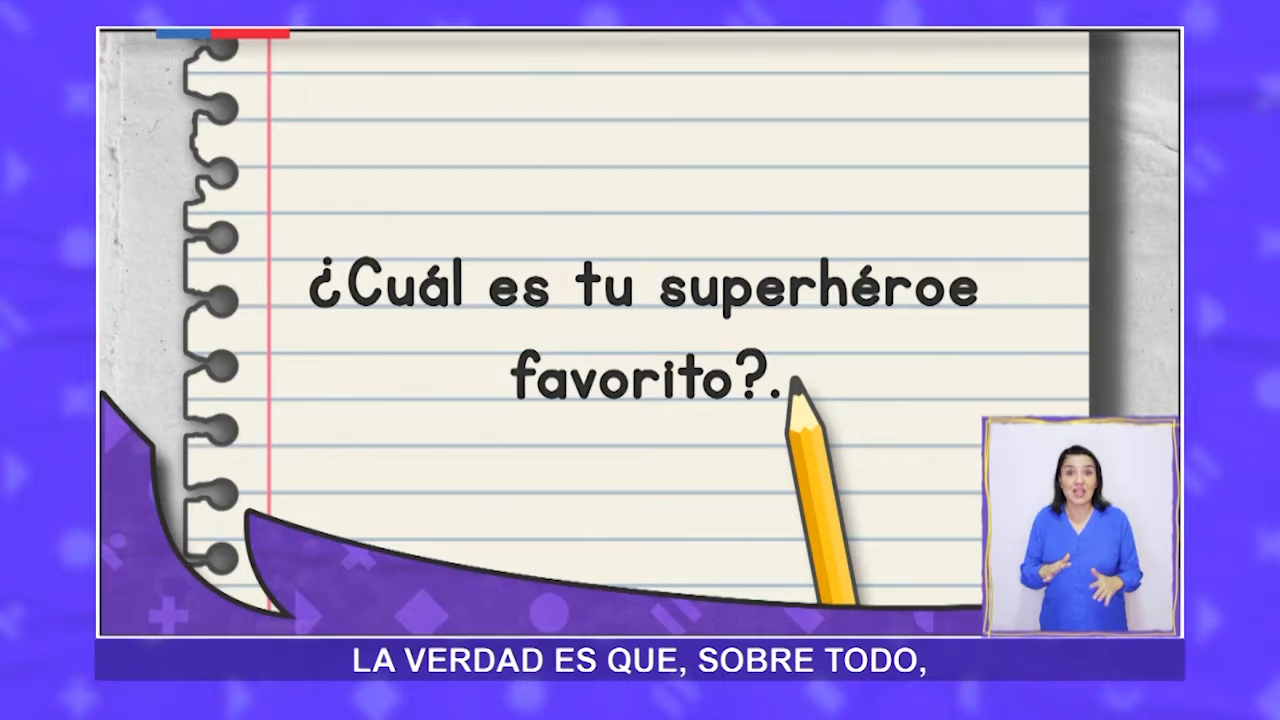 ¿Cuál es tu superhéroe
favorito?.
LA VERDAD ES QUE, SOBRE TODO,